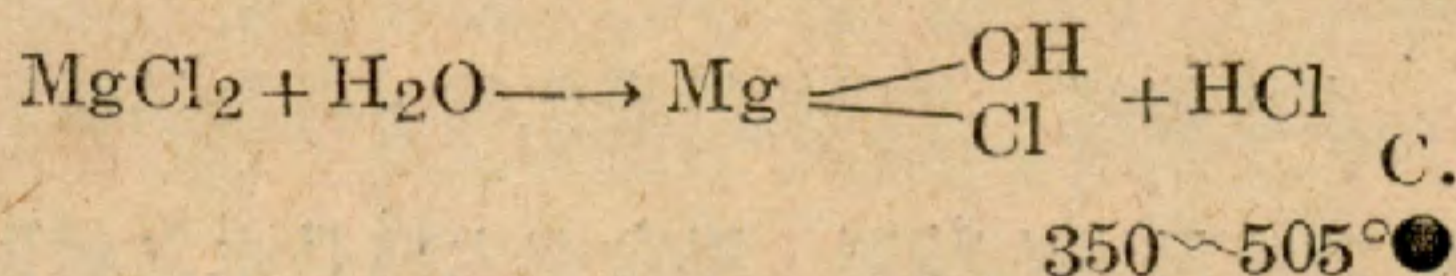 MgCl2 + H2O —→ Mg < OH Cl + HCl
C.
350~505°